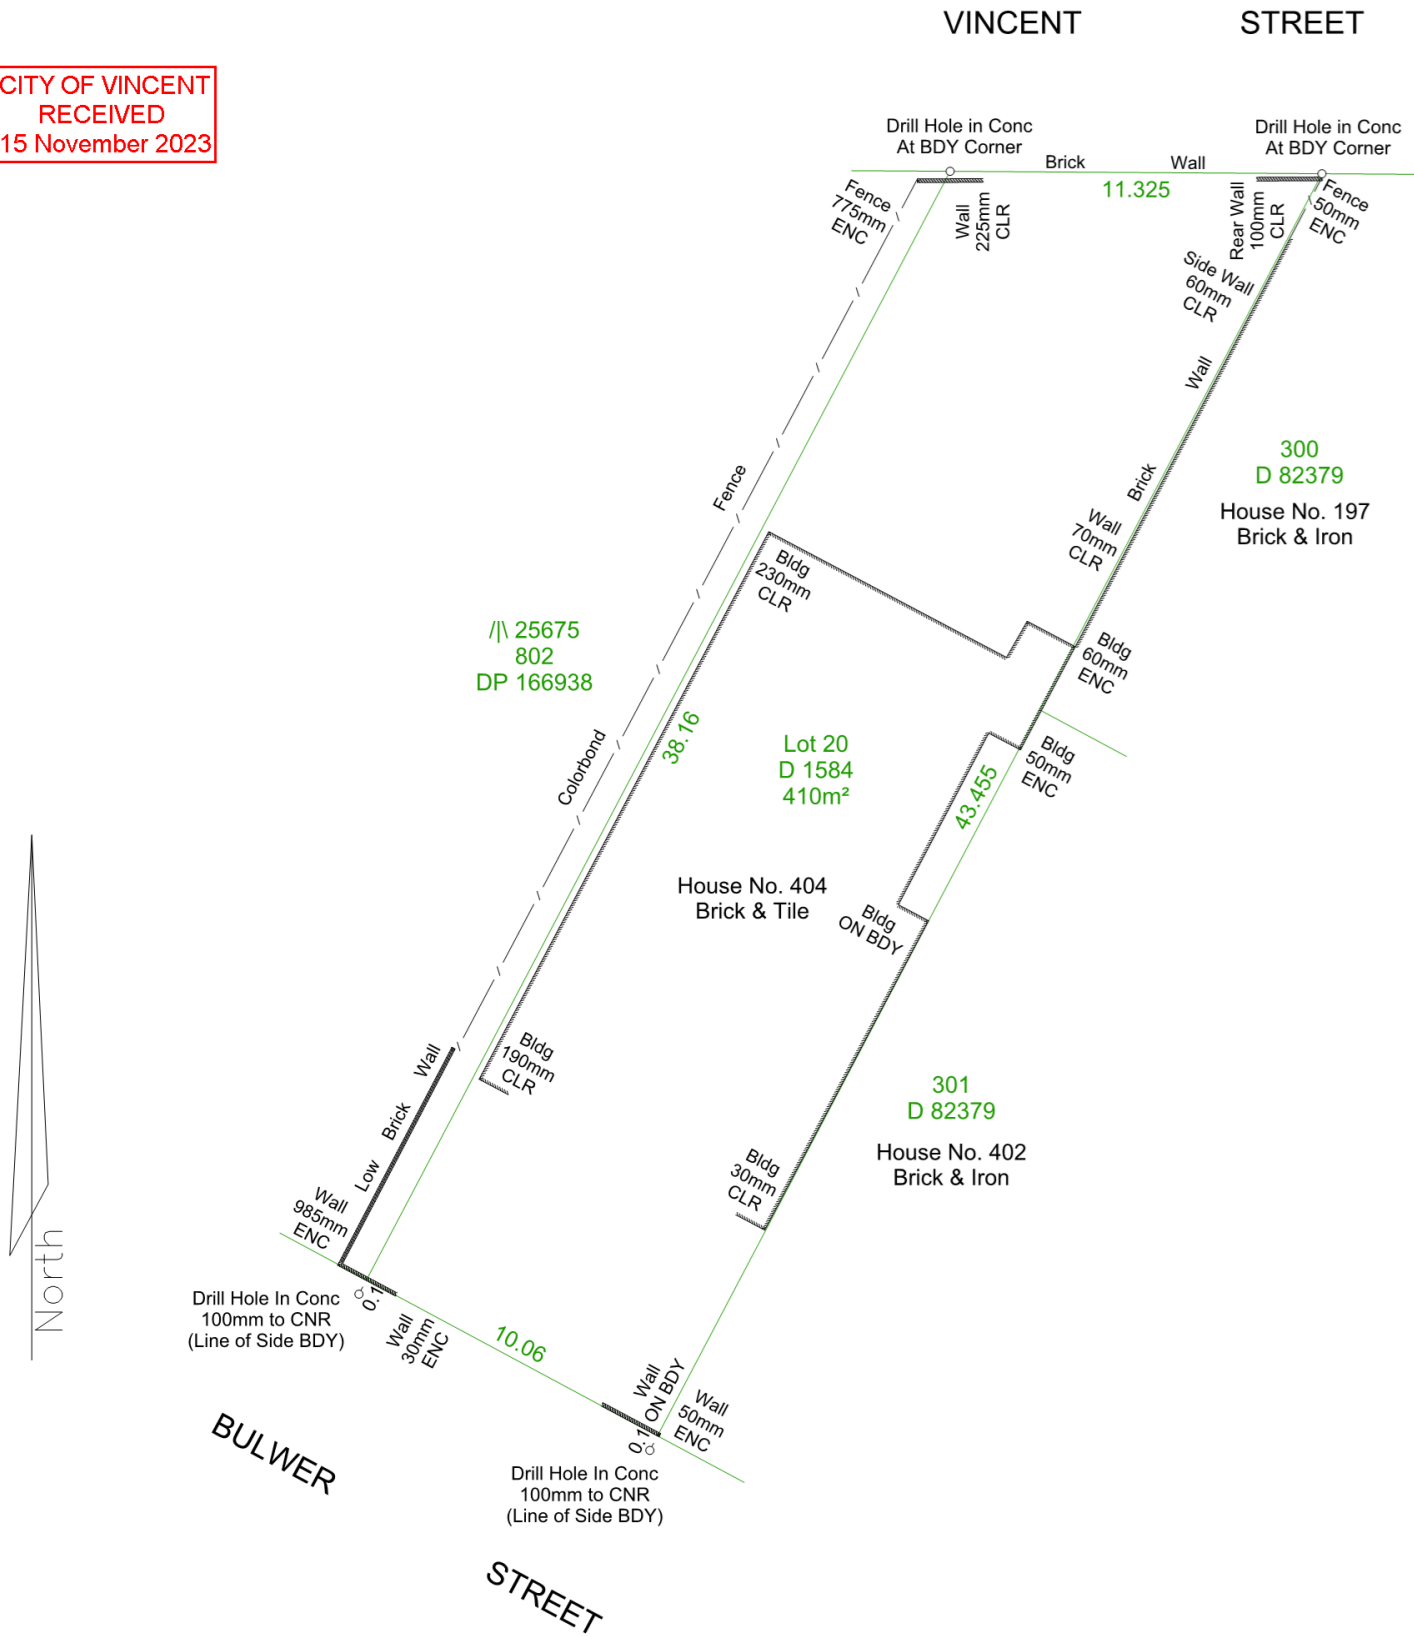 VINCENT STREET
CITY OF VINCENT
RECEIVED
15 November 2023
Drill Hole in Conc
At BDY Corner
Drill Hole in Conc
At BDY Corner
Brick Wall
11.325
Fence
775mm
ENC
Wall
225mm
CLR
Rear Wall
100mm
CLR
Fence
50mm
ENC
Side Wall
60mm
CLR
Wall
Brick
300
D 82379
House No. 197
Brick & Iron
Fence
Wall
70mm
CLR
Bldg
230mm
CLR
/|\ 25675
802
DP 166938
Bldg
60mm
ENC
38.16
Lot 20
D 1584
410m²
Bldg
50mm
ENC
43.455
Colorbond
House No. 404
Brick & Tile
Bldg
ON BDY
Bldg
190mm
CLR
Low Brick Wall
301
D 82379
House No. 402
Brick & Iron
Bldg
30mm
CLR
Wall
985mm
ENC
North
0.1
Drill Hole In Conc
100mm to CNR
(Line of Side BDY)
Wall
30mm
ENC
10.06
Wall
ON BDY
Wall
50mm
ENC
0.1
Drill Hole In Conc
100mm to CNR
(Line of Side BDY)
BULWER STREET